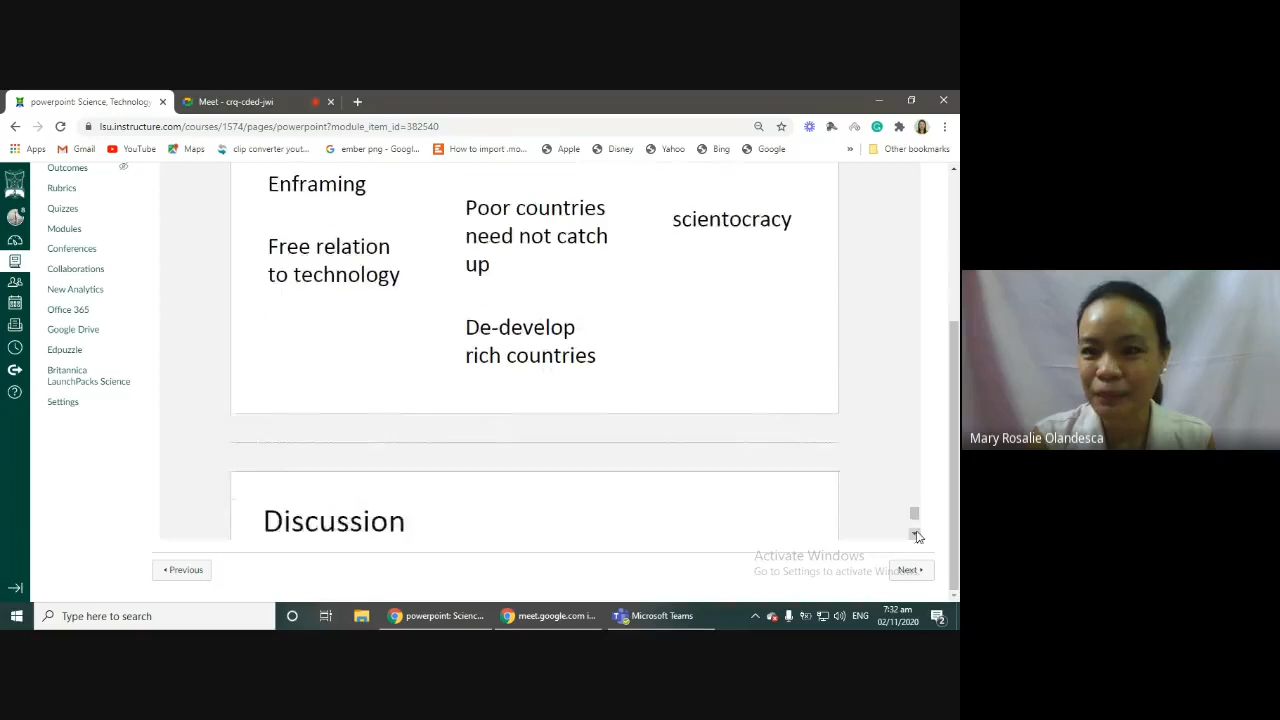 powerpoint: Science, Technology
Meet - crq-cded-jwi
lsu.instructure.com/courses/1574/pages/powerpoint?module_item_id=382540
Apps
Gmail
YouTube
Maps
clip converter yout...
ember png - Googl...
How to import .mo...
Apple
Disney
Yahoo
Bing
Google
Other bookmarks
Outcomes
Rubrics
Quizzes
Modules
Conferences
Collaborations
New Analytics
Office 365
Google Drive
Edpuzzle
Britannica
LaunchPacks Science
Settings
Enframing
Free relation
to technology
Poor countries
need not catch
up
De-develop
rich countries
scientocracy
Discussion
Previous
Next
Activate Windows
Go to Settings to activate Windows.
Mary Rosalie Olandesca
Type here to search
powerpoint: Scienc...
meet.google.com i...
Microsoft Teams
ENG
7:32 am
02/11/2020
2